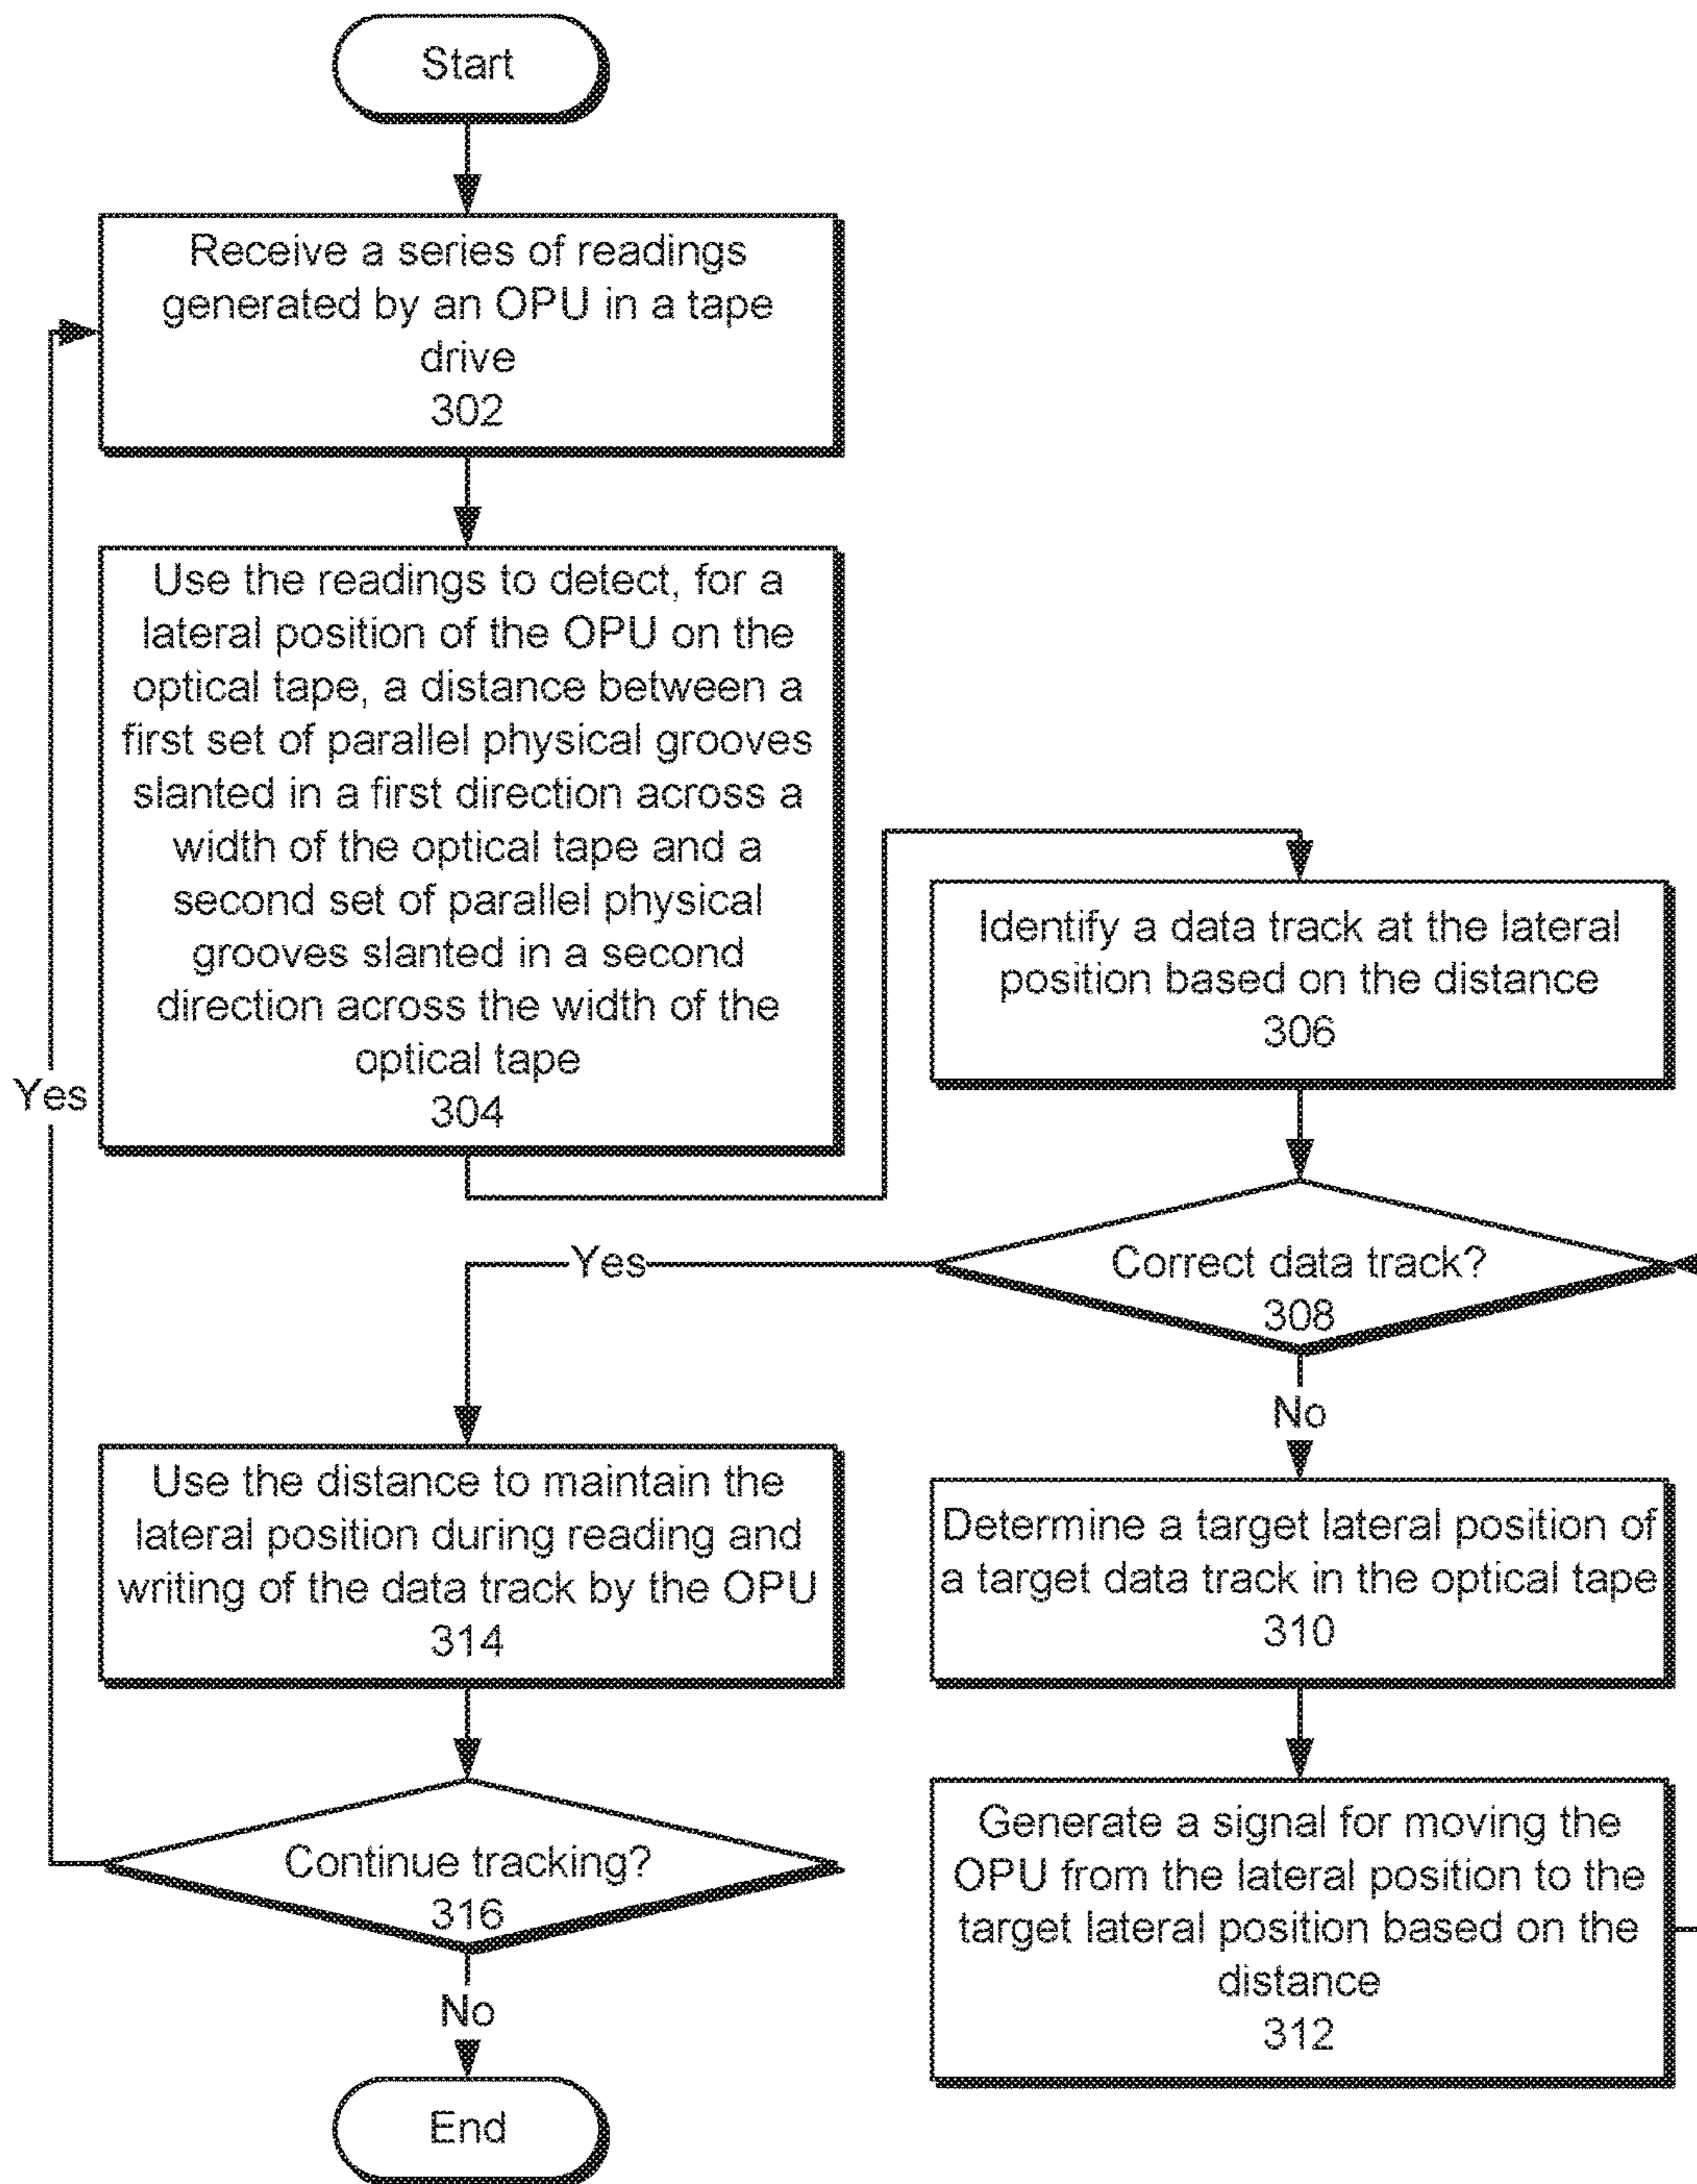 Start
Receive a series of readings
generated by an OPU in a tape
drive
302
Use the readings to detect, for a
lateral position of the OPU on the
optical tape, a distance between a
first set of parallel physical grooves
slanted in a first direction across a
width of the optical tape and a
second set of parallel physical
grooves slanted in a second
direction across the width of the
optical tape
304
Identify a data track at the lateral
position based on the distance
306
Yes
Correct data track?
308
Yes
No
Use the distance to maintain the
lateral position during reading and
writing of the data track by the OPU
314
Determine a target lateral position of
a target data track in the optical tape
310
Continue tracking?
316
Generate a signal for moving the
OPU from the lateral position to the
target lateral position based on the
distance
312
No
End